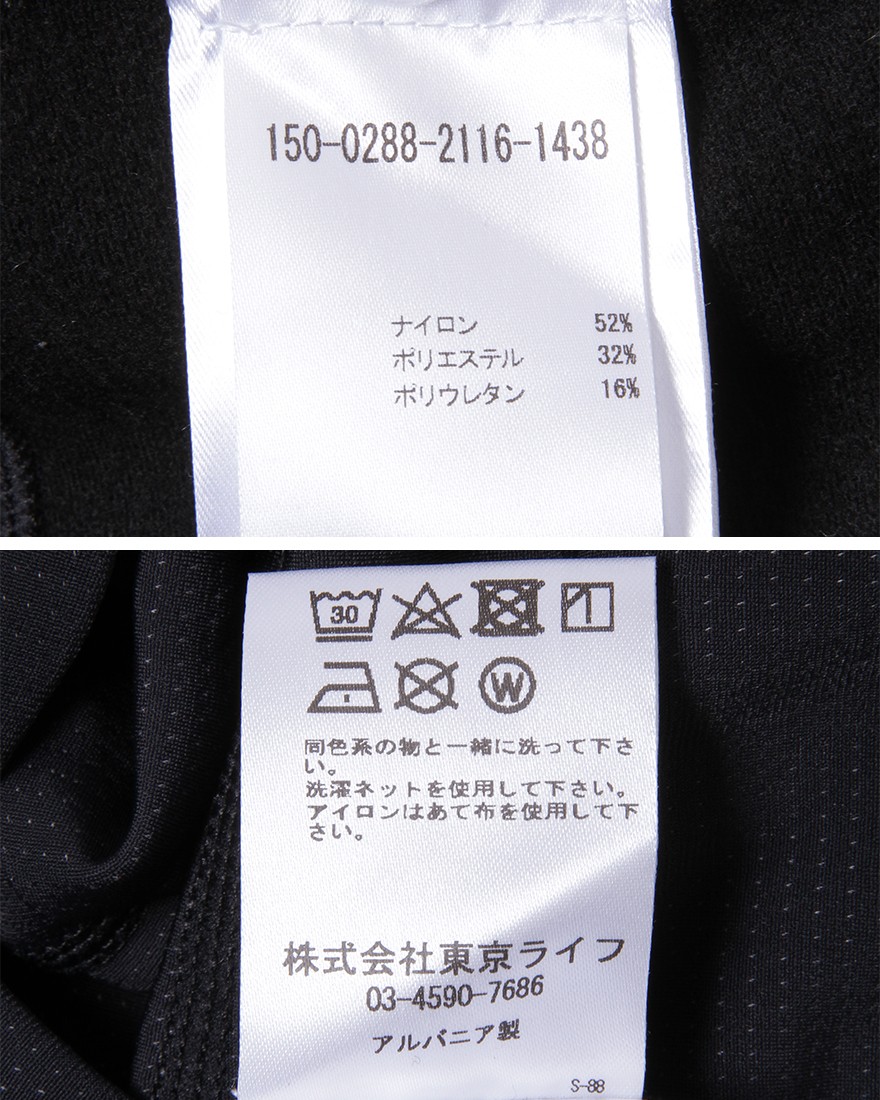 150-0288-2116-1438
ナイロン 52%
ポリエステル 32%
ポリウレタン 16%
30
W
同色系の物と一緒に洗って下さ
い。
洗濯ネットを使用して下さい。
アイロンはあて布を使用して下
さい。
株式会社東京ライフ
03-4590-7686
アルバニア製
S-88